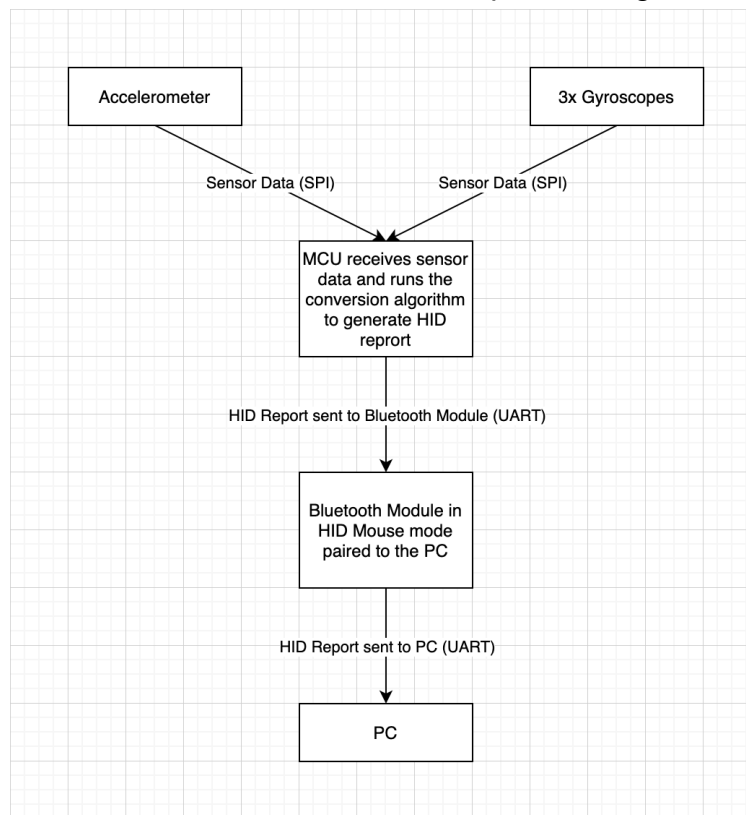 Accelerometer
3x Gyroscopes
Sensor Data (SPI)
Sensor Data (SPI)
MCU receives sensor
data and runs the
conversion algorithm
to generate HID
reprort
HID Report sent to Bluetooth Module (UART)
Bluetooth Module in
HID Mouse mode
paired to the PC
HID Report sent to PC (UART)
PC